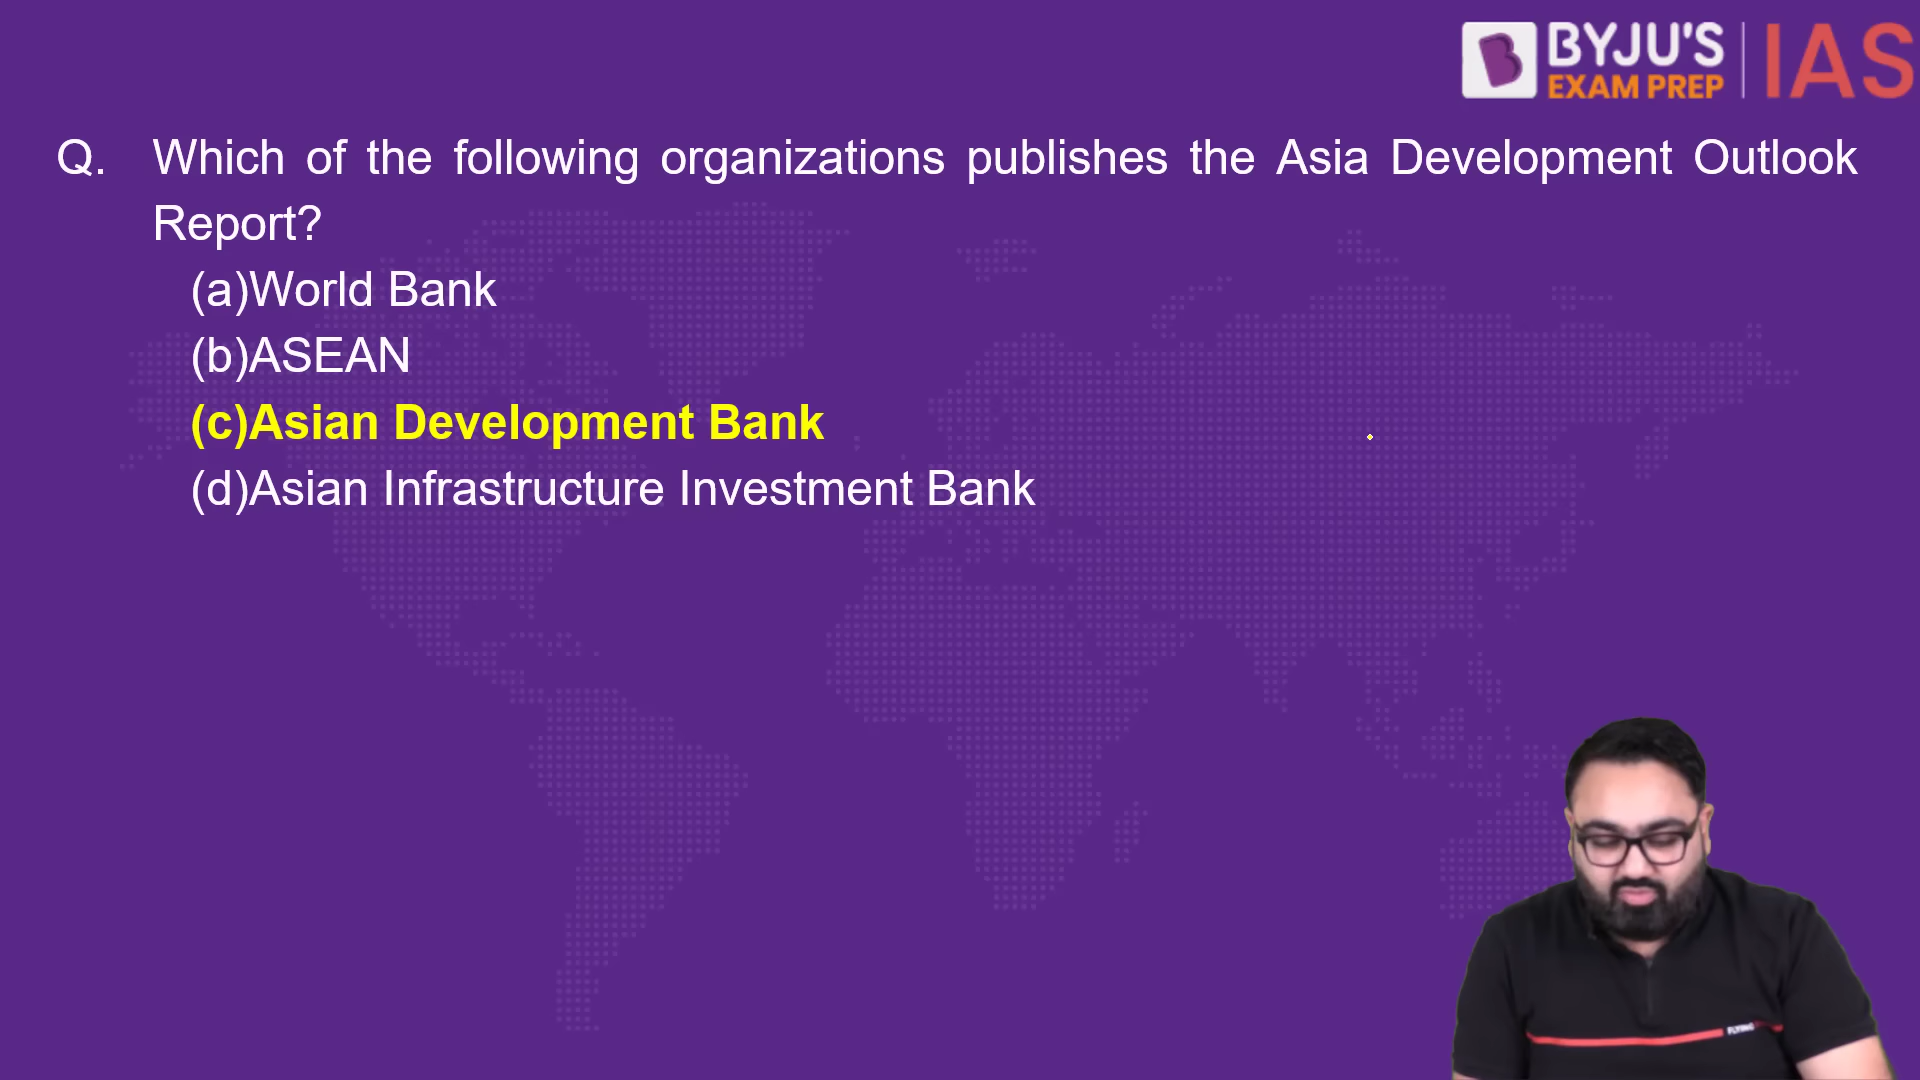 BYJU'S
EXAM PREP
IAS
Q. Which of the following organizations publishes the Asia Development Outlook
Report?
(a)World Bank
(b)ASEAN
(c)Asian Development Bank
(d)Asian Infrastructure Investment Bank
FLYING